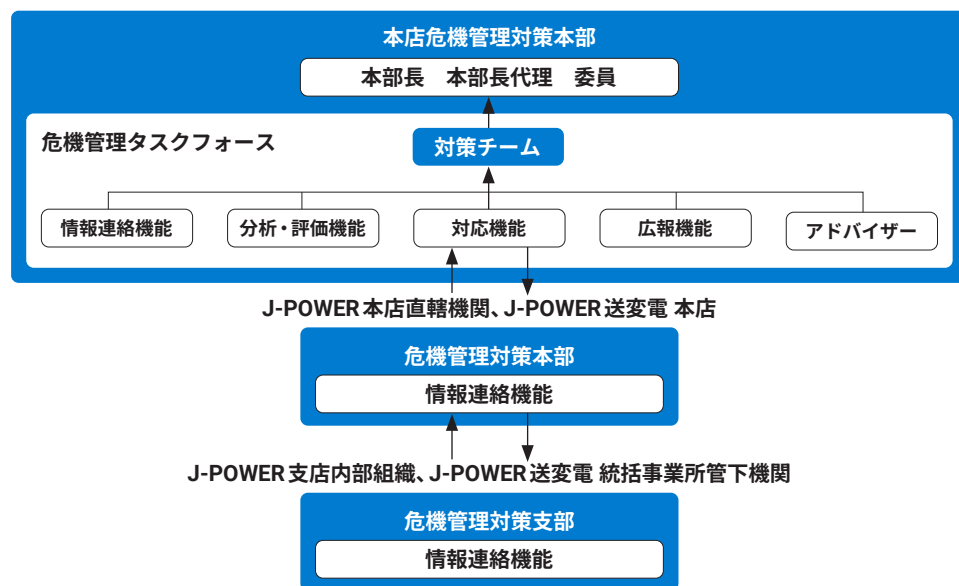 本店危機管理対策本部
本部長　本部長代理　委員
危機管理タスクフォース
対策チーム
情報連絡機能
分析・評価機能
対応機能
広報機能
アドバイザー
J-POWER本店直轄機関、J-POWER送変電 本店
危機管理対策本部
情報連絡機能
J-POWER支店内部組織、J-POWER送変電 統括事業所管下機関
危機管理対策支部
情報連絡機能